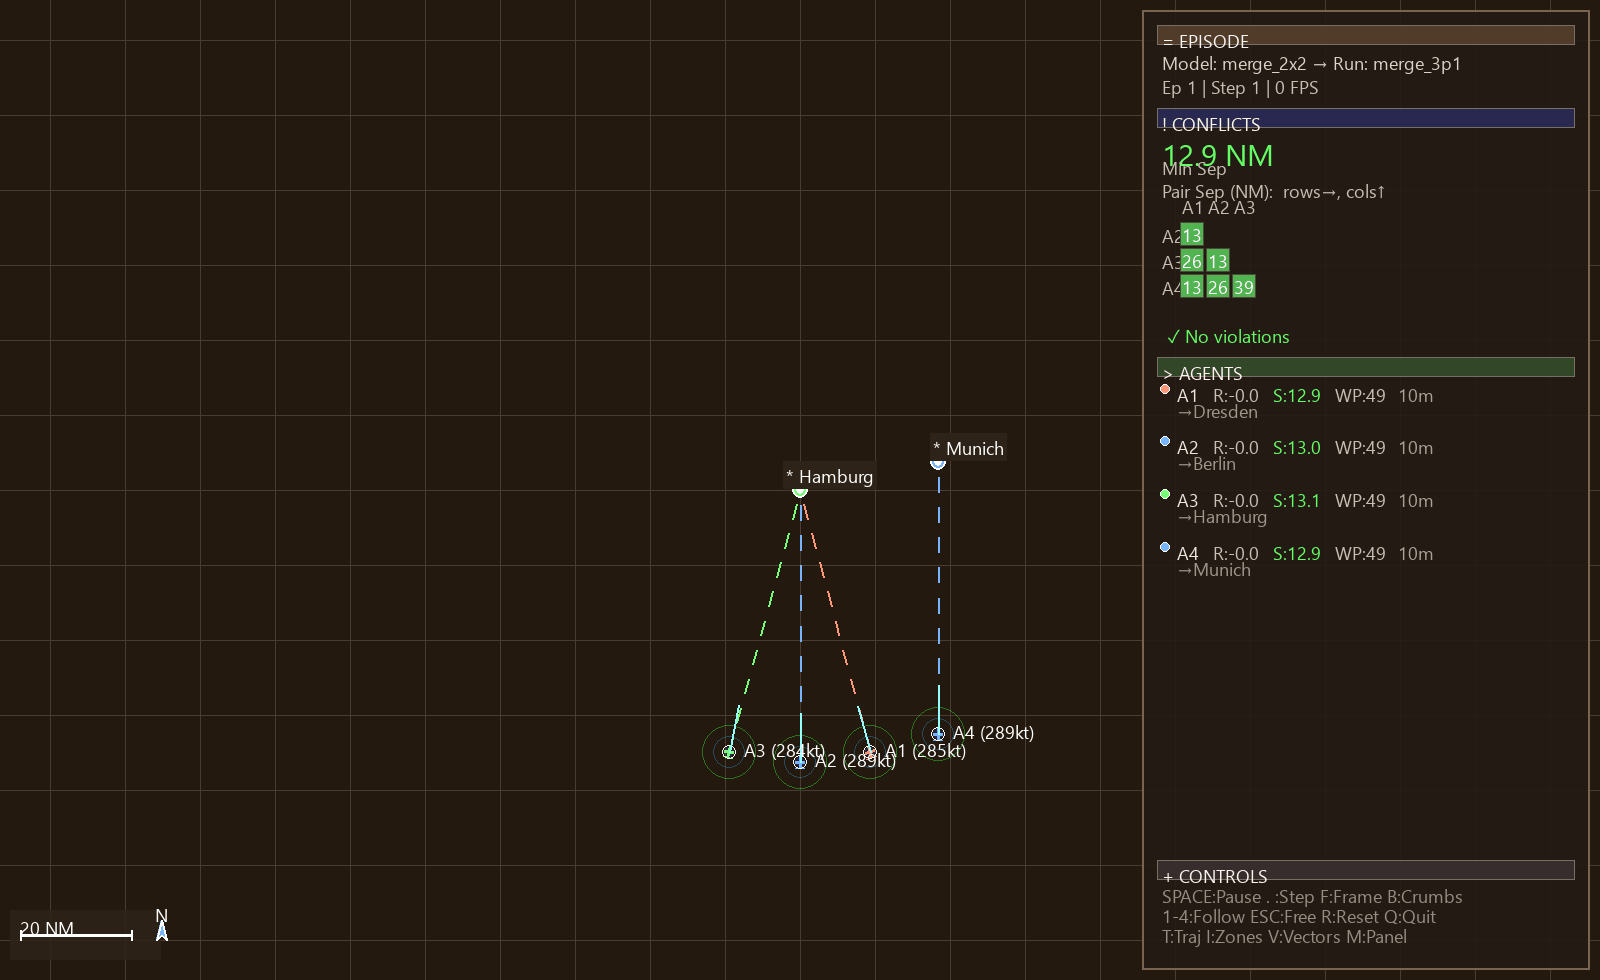 * Munich
* Hamburg
A4 (289kt)
A3 (284kt)
A1 (285kt)
A2 (289kt)
20 NM
N
= EPISODE
Model: merge_2x2 → Run: merge_3p1
Ep 1 | Step 1 | 0 FPS
! CONFLICTS
12.9 NM
Min Sep
Pair Sep (NM):  rows→, cols↑
A1 A2 A3
A2 13
A3 26 13
A4 13 26 39
✓ No violations
> AGENTS
A1 R:-0.0 S:12.9 WP:49 10m
→Dresden
A2 R:-0.0 S:13.0 WP:49 10m
→Berlin
A3 R:-0.0 S:13.1 WP:49 10m
→Hamburg
A4 R:-0.0 S:12.9 WP:49 10m
→Munich
+ CONTROLS
SPACE:Pause . :Step F:Frame B:Crumbs
1-4:Follow ESC:Free R:Reset Q:Quit
T:Traj I:Zones V:Vectors M:Panel